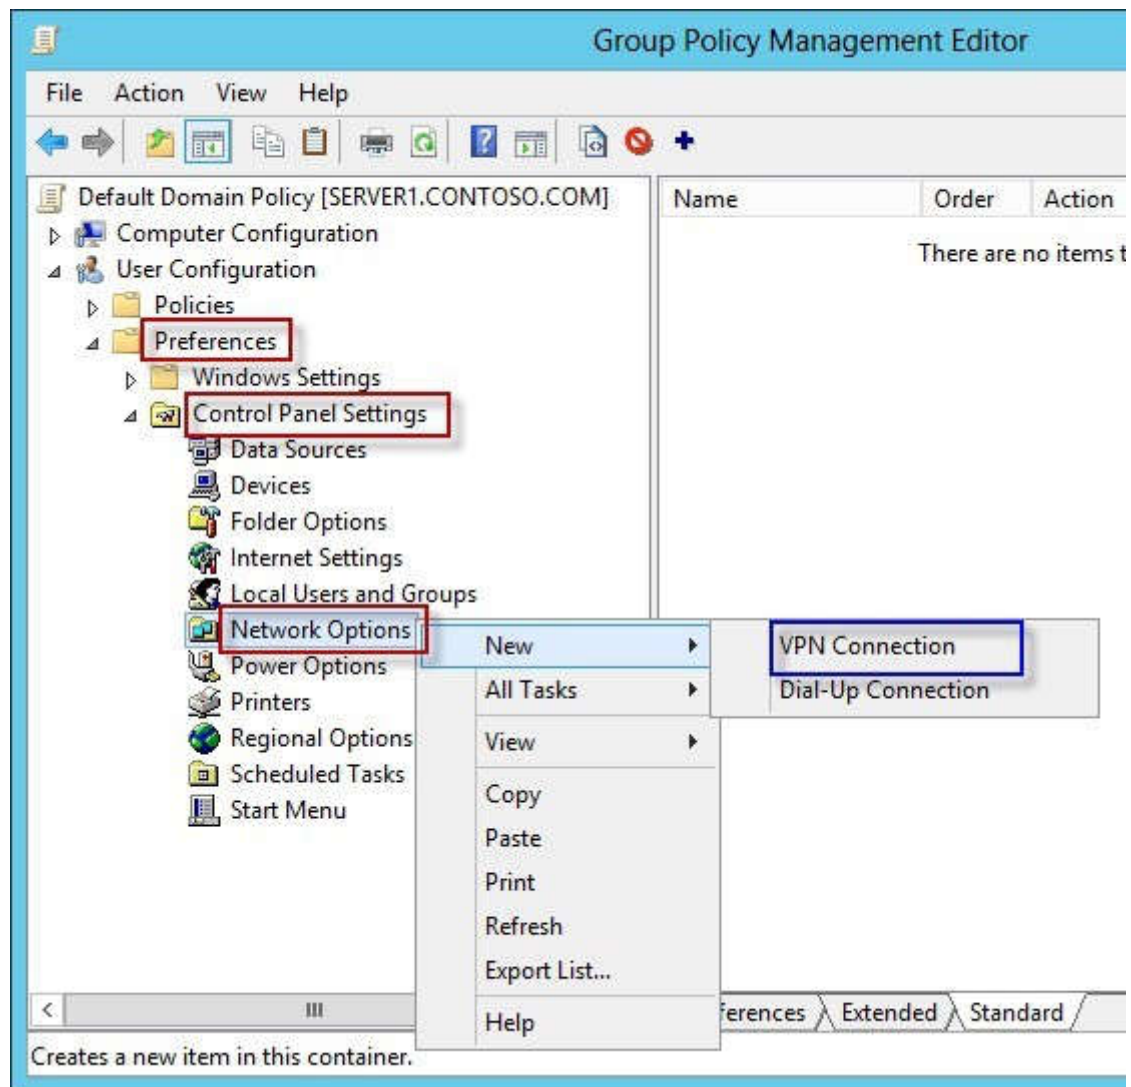 Group Policy Management Editor
File Action View Help
Default Domain Policy [SERVER1.CONTOSO.COM]
Computer Configuration
User Configuration
Policies
Preferences
Windows Settings
Control Panel Settings
Data Sources
Devices
Folder Options
Internet Settings
Local Users and Groups
Network Options
Power Options
Printers
Regional Options
Scheduled Tasks
Start Menu
Name Order Action
There are no items t
New
All Tasks
View
Copy
Paste
Print
Refresh
Export List...
Help
VPN Connection
Dial-Up Connection
ferences Extended Standard
Creates a new item in this container.